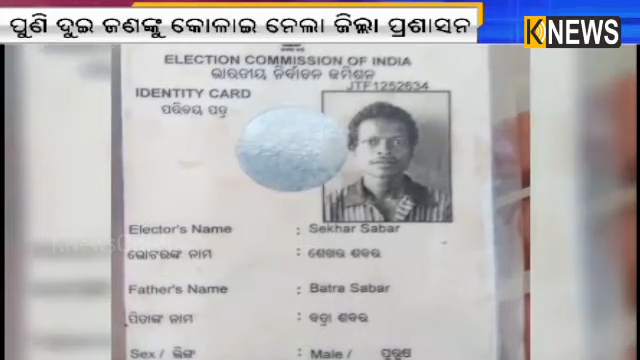 ପୁଣି ଦୁଇ ଜଣଙ୍କୁ କୋଳାଇ ନେଲା ଜିଲ୍ଲା ପ୍ରଶାସନ
KNEWS
ELECTION COMMISSION OF INDIA
ଭାରତୀୟ ନିର୍ବାଚନ କମିଶନ
JTF1252634
IDENTITY CARD
ପରିଚୟ ପତ୍ର
Elector's Name : Sekhar Sabar
ଭୋଟରଙ୍କ ନାମ : ଶେଖର ଶବର
Father's Name : Batra Sabar
ପିତାଙ୍କ ନାମ : ବତ୍ରା ଶବର
Sex / ଲିଙ୍ଗ : Male / ପୁରୁଷ